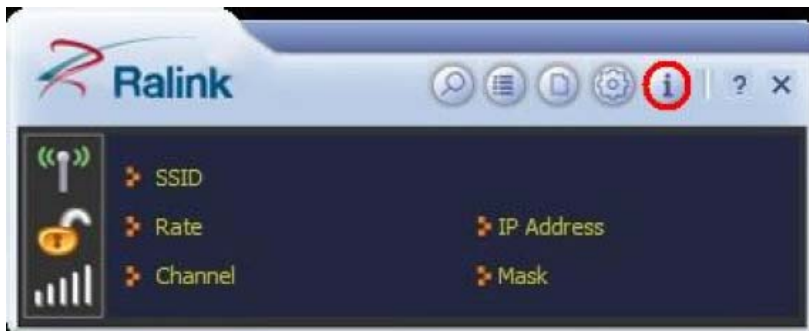 Ralink
i ? ×
SSID
Rate
IP Address
Channel
Mask